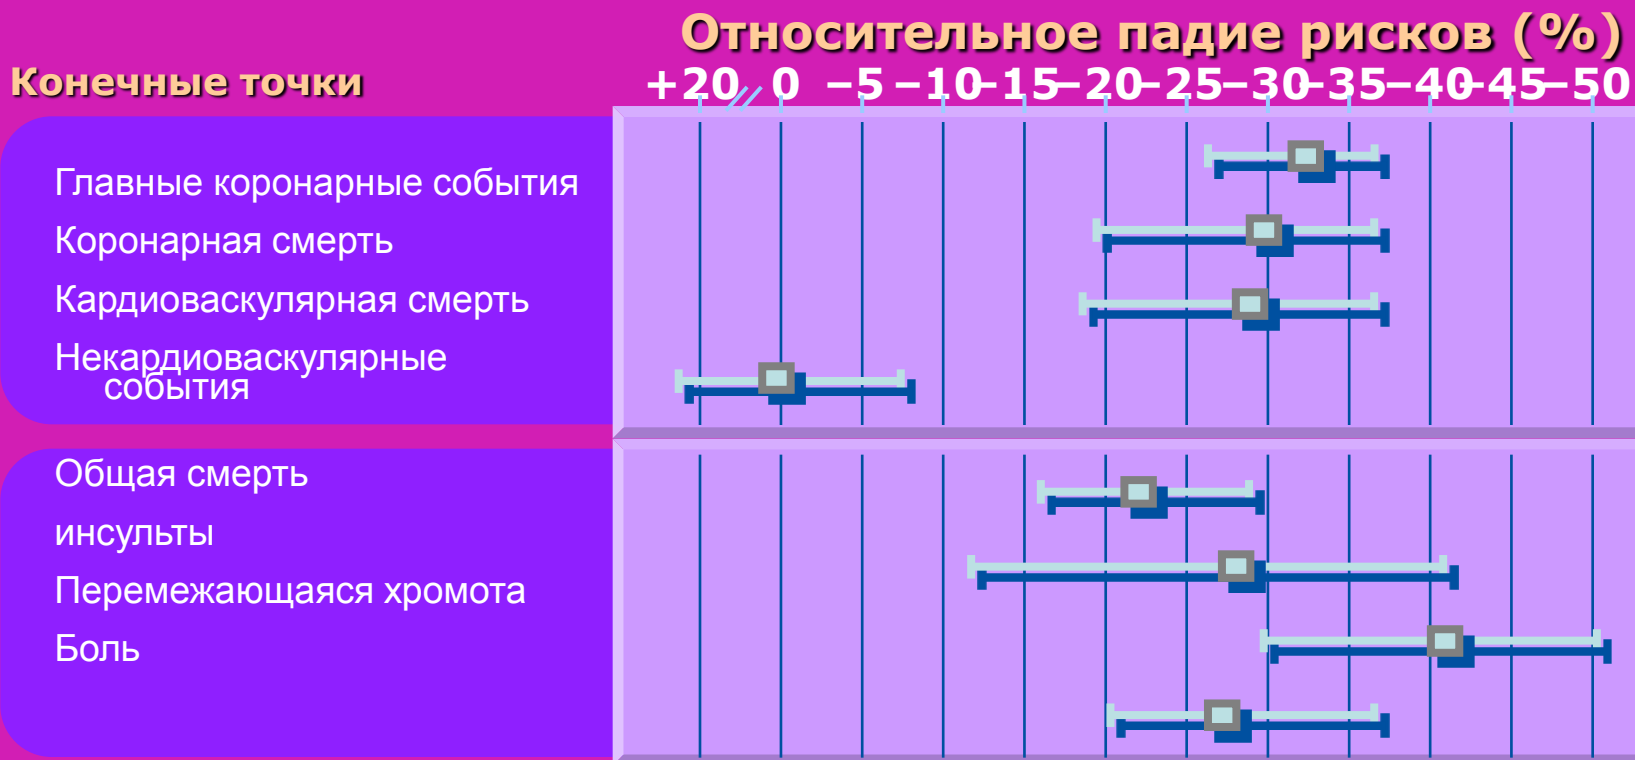 Относительное падие рисков (%)
Конечные точки
+20 0 −5 −10 −15 −20 −25 −30 −35 −40 −45 −50
Главные коронарные события
Коронарная смерть
Кардиоваскулярная смерть
Некардиоваскулярные
события
Общая смерть
инсульты
Перемежающаяся хромота
Боль